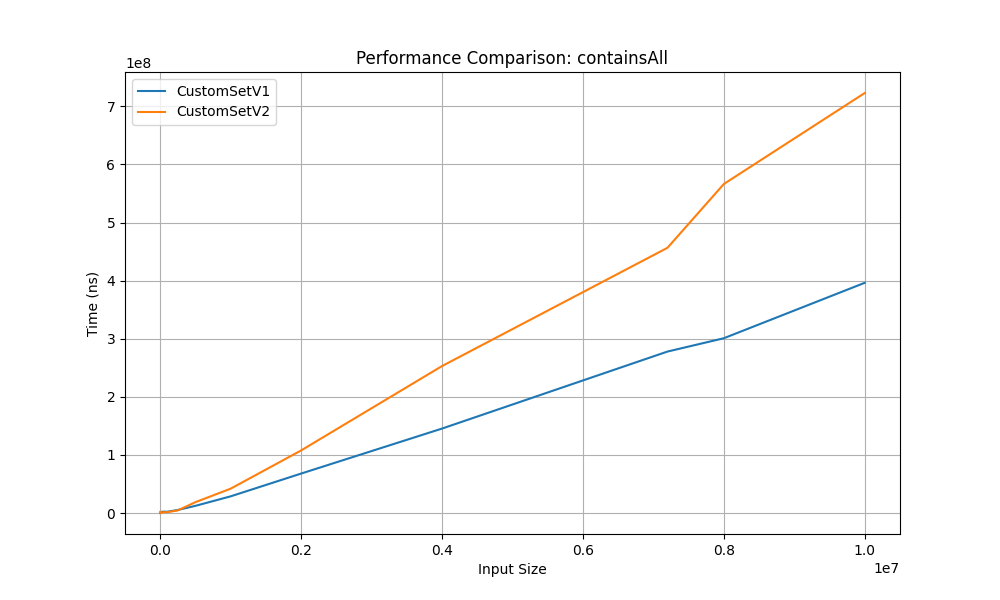 Performance Comparison: containsAll
1e8
CustomSetV1
CustomSetV2
7
6
5
4
3
2
1
0
Time (ns)
0.0 0.2 0.4 0.6 0.8 1.0
1e7
Input Size